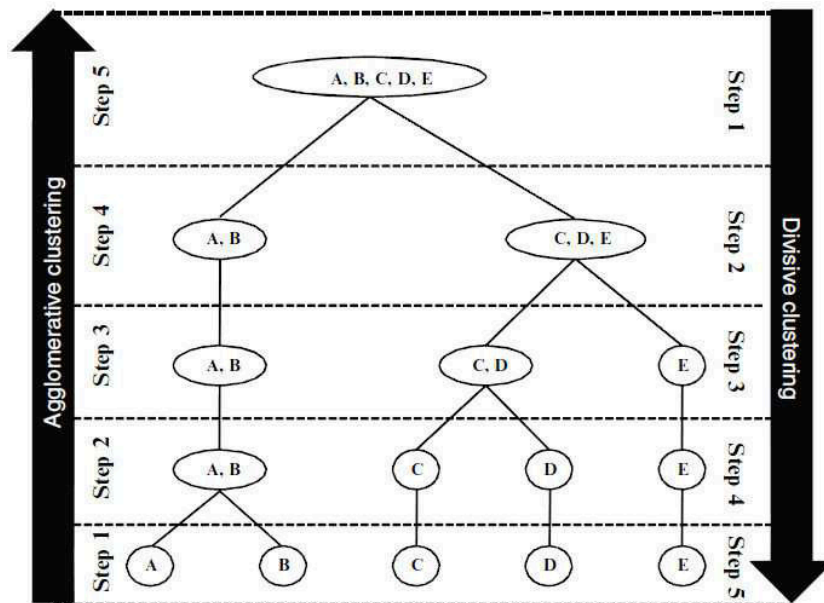 Agglomerative clustering
Divisive clustering
Step 5
A, B, C, D, E
Step 1
Step 4
A, B
C, D, E
Step 2
Step 3
A, B
C, D
E
Step 3
Step 2
A, B
C
D
E
Step 4
Step 1
A
B
C
D
E
Step 5